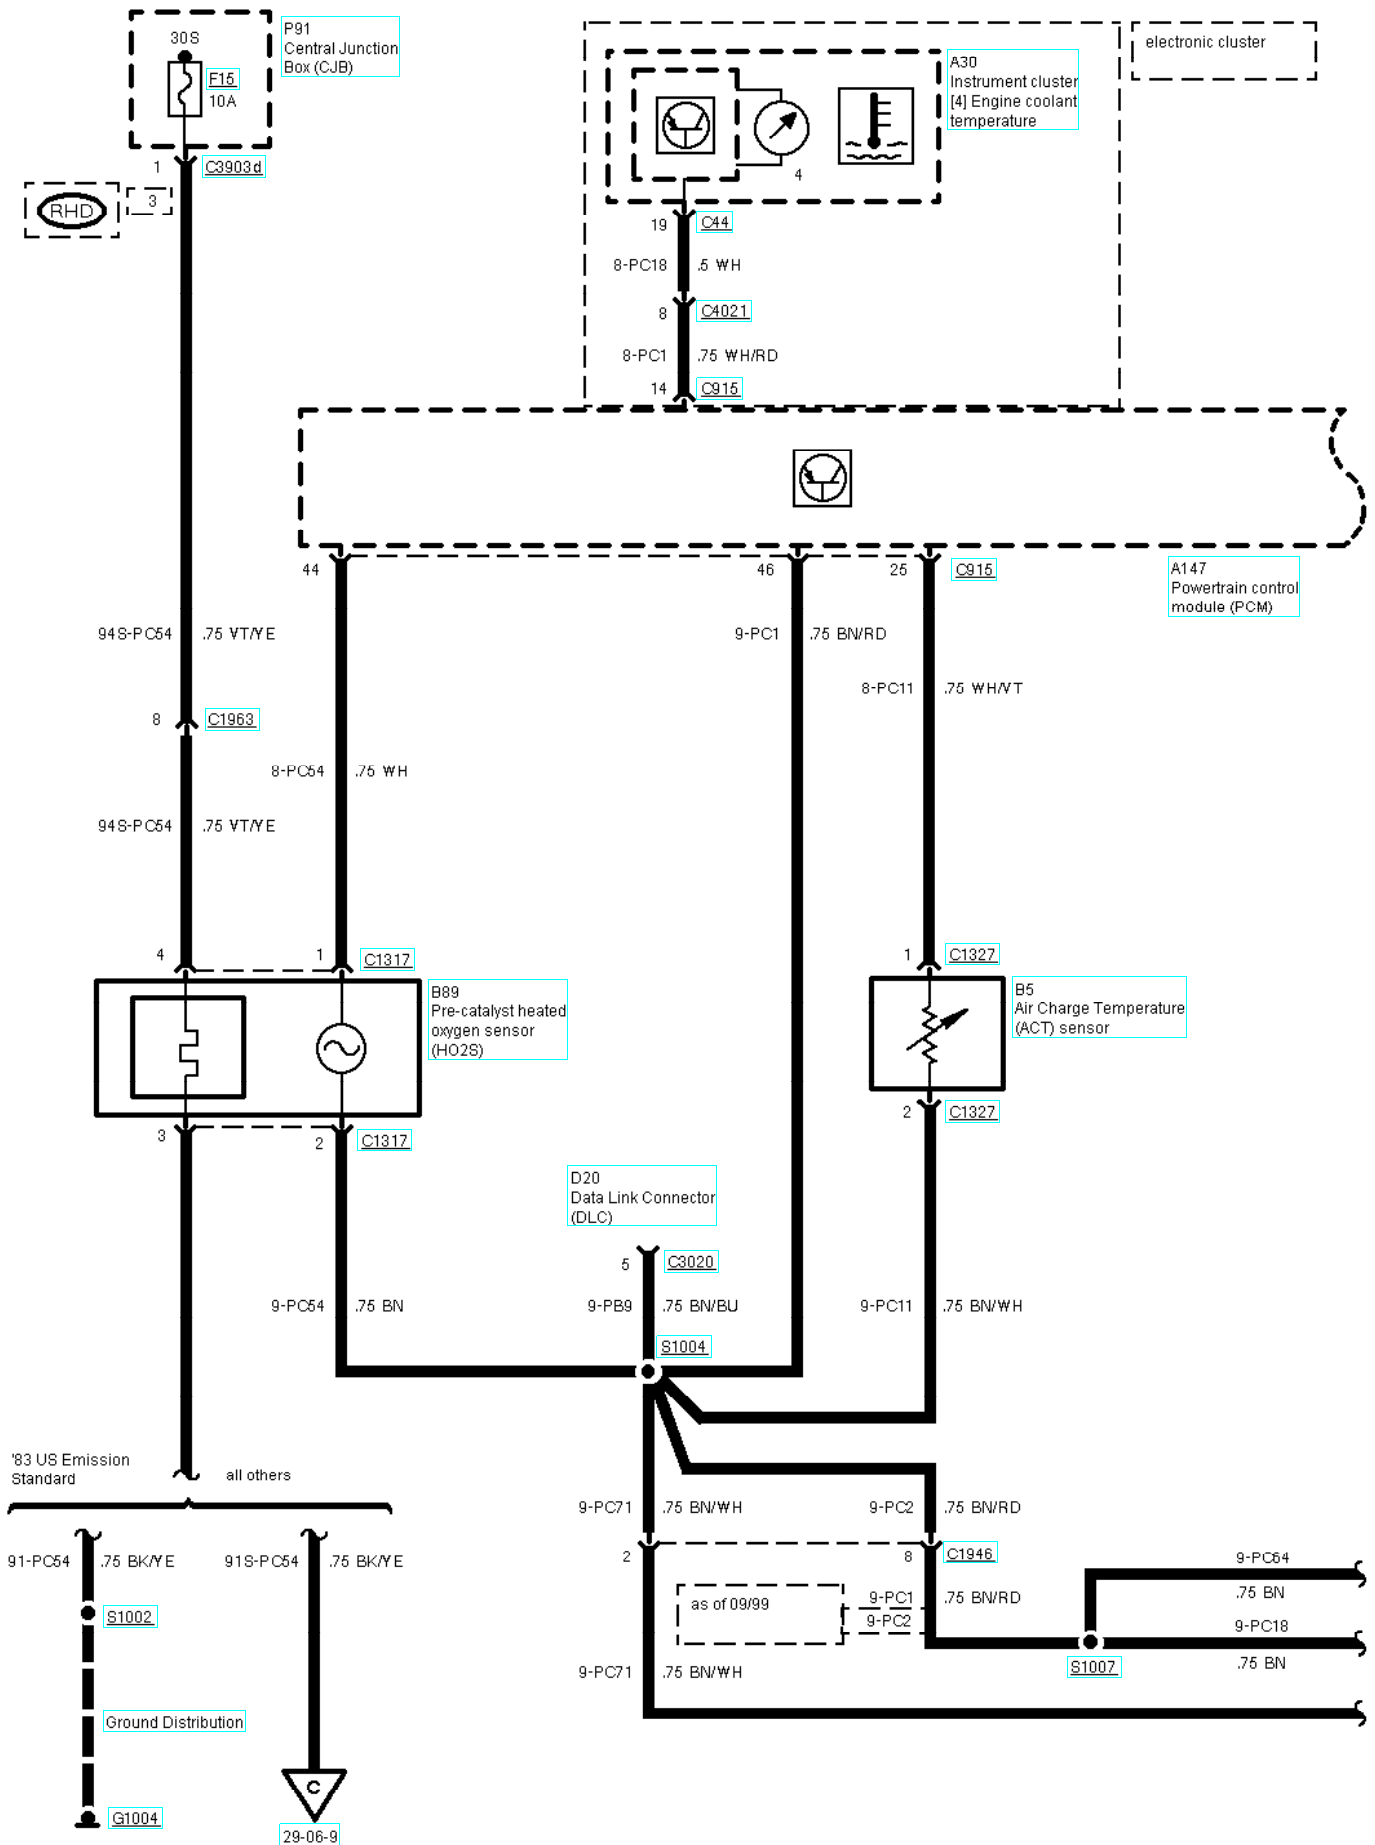 P91
Central Junction
Box (CJB)
30S
F15
10A
1
C3903d
RHD
3
electronic cluster
A30
Instrument cluster
[4] Engine coolant
temperature
4
19
C44
8-PC18
.5 WH
8
C4021
8-PC1
.75 WH/RD
14
C915
44
46
25
C915
A147
Powertrain control
module (PCM)
94S-PC54
.75 VT/YE
9-PC1
.75 BN/RD
8-PC11
.75 WH/VT
8
C1963
8-PC54
.75 WH
94S-PC54
.75 VT/YE
4
1
C1317
1
C1327
B89
Pre-catalyst heated
oxygen sensor
(HO2S)
B5
Air Charge Temperature
(ACT) sensor
3
2
C1317
2
C1327
D20
Data Link Connector
(DLC)
5
C3020
9-PC54
.75 BN
9-PB9
.75 BN/BU
9-PC11
.75 BN/WH
S1004
'83 US Emission
Standard
all others
9-PC71
.75 BN/WH
9-PC2
.75 BN/RD
91-PC54
.75 BK/YE
91S-PC54
.75 BK/YE
2
8
C1946
9-PC64
.75 BN
as of 09/99
9-PC1
.75 BN/RD
9-PC2
S1002
9-PC18
.75 BN
S1007
9-PC71
.75 BN/WH
Ground Distribution
C
G1004
29-06-9